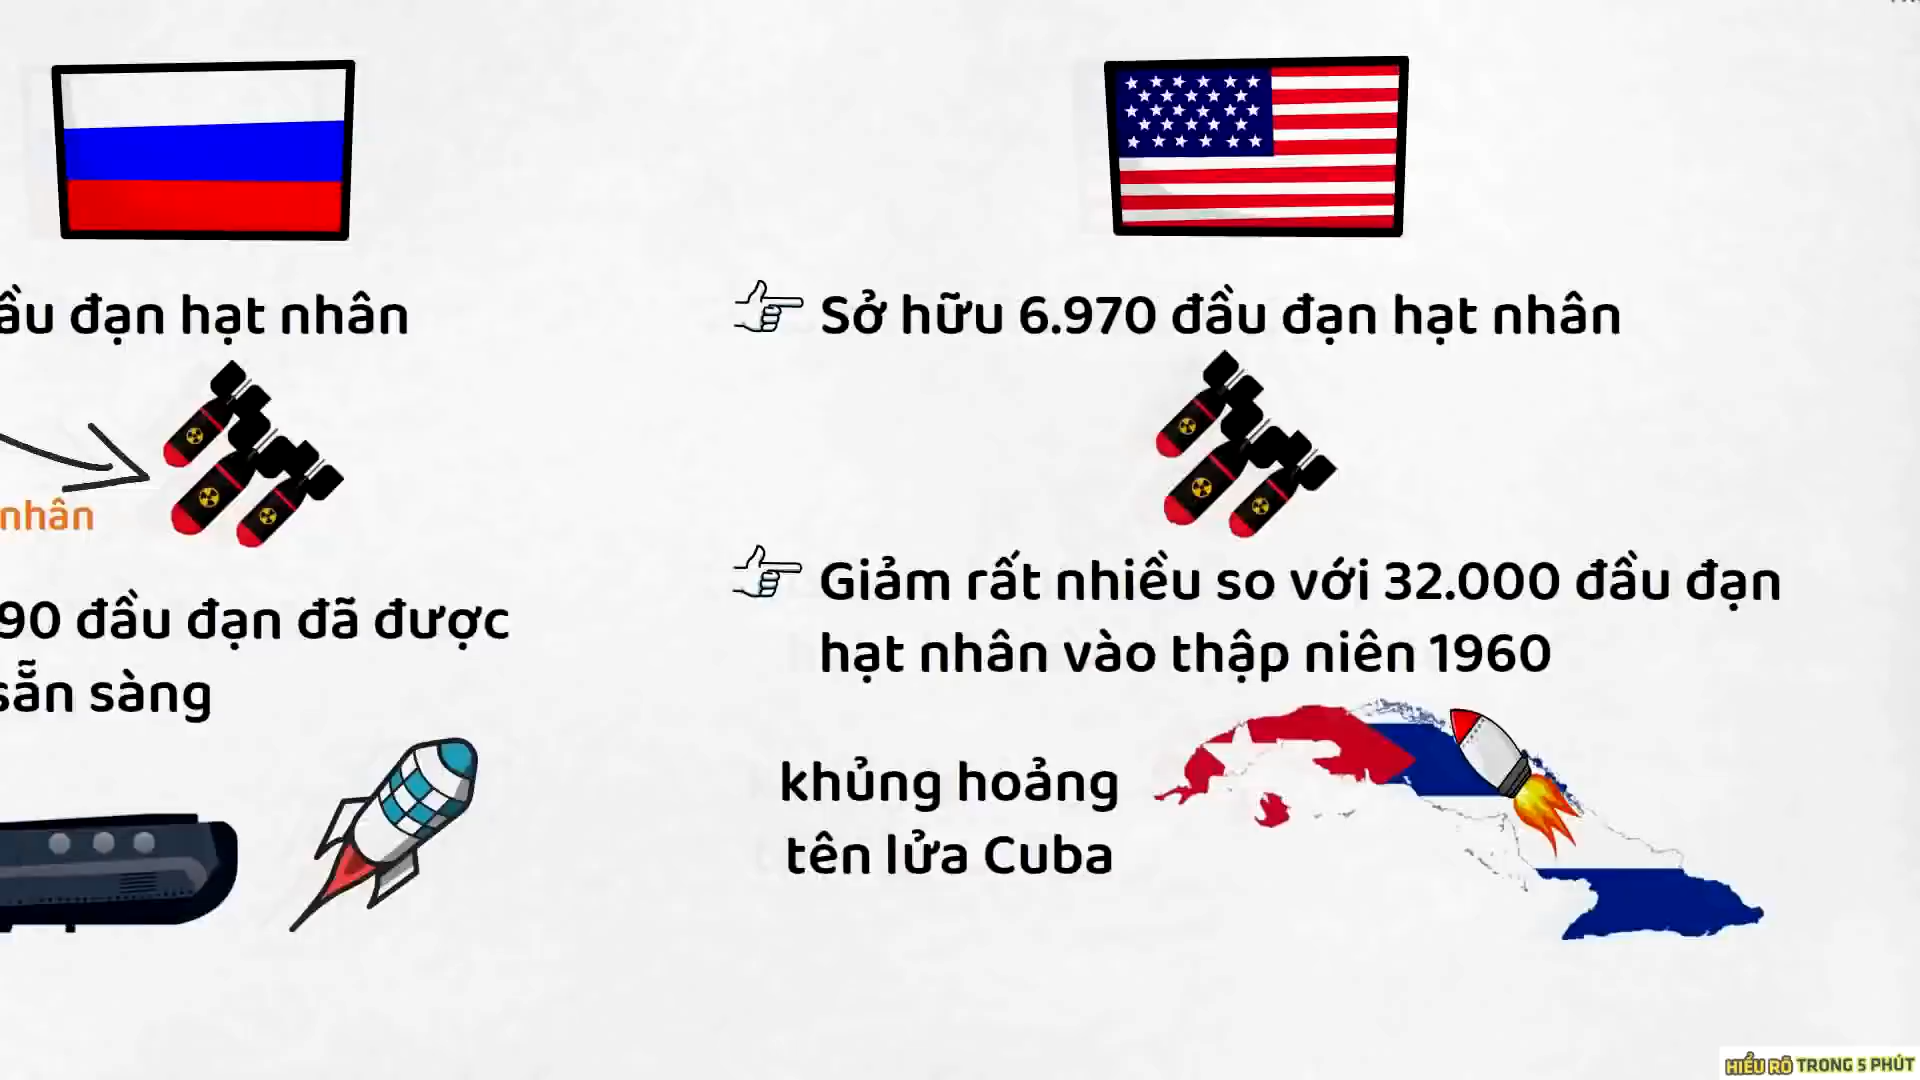 đạn hạt nhân
nhân
90 đầu đạn đã được
sẵn sàng
Sở hữu 6.970 đầu đạn hạt nhân
Giảm rất nhiều so với 32.000 đầu đạn
hạt nhân vào thập niên 1960
khủng hoảng
tên lửa Cuba
HIỂU RÕ TRONG 5 PHÚT